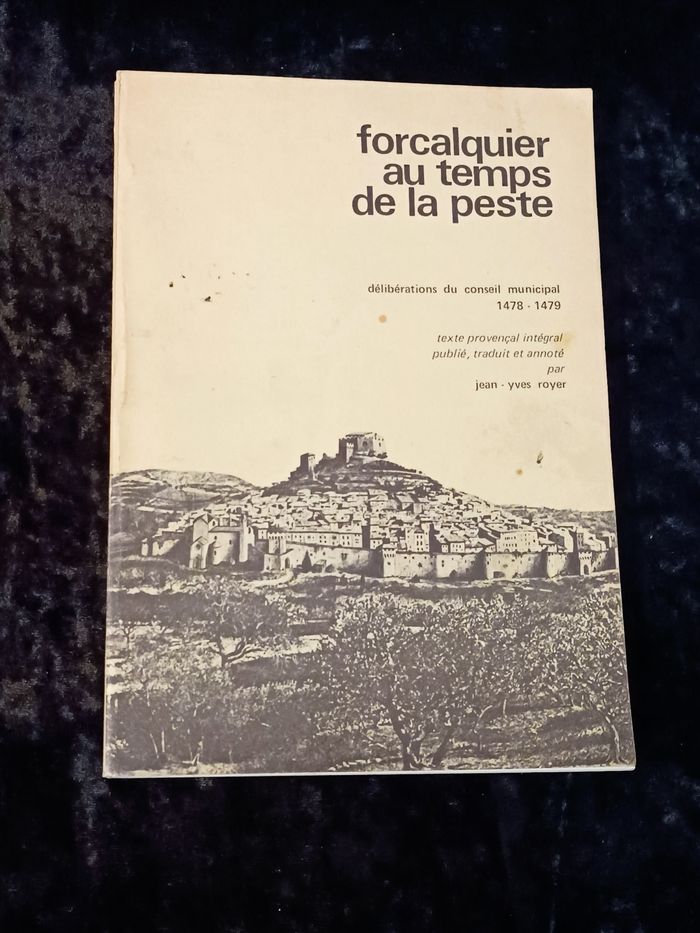 forcalquier
au temps
de la peste
délibérations du conseil municipal
1478 - 1479
texte provençal intégral
publié, traduit et annoté
par
jean - yves royer